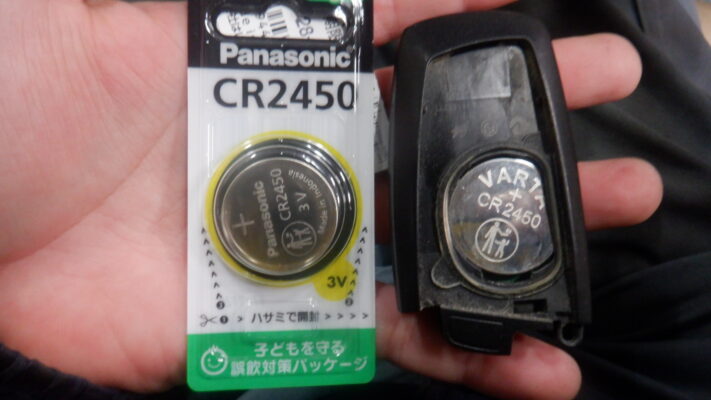 Panasonic
CR2450
Panasonic
CR2450
3V
Made in Indonesia
3V
ハサミで開封
子どもを守る
誤飲対策パッケージ
VARTA
+
CR2450